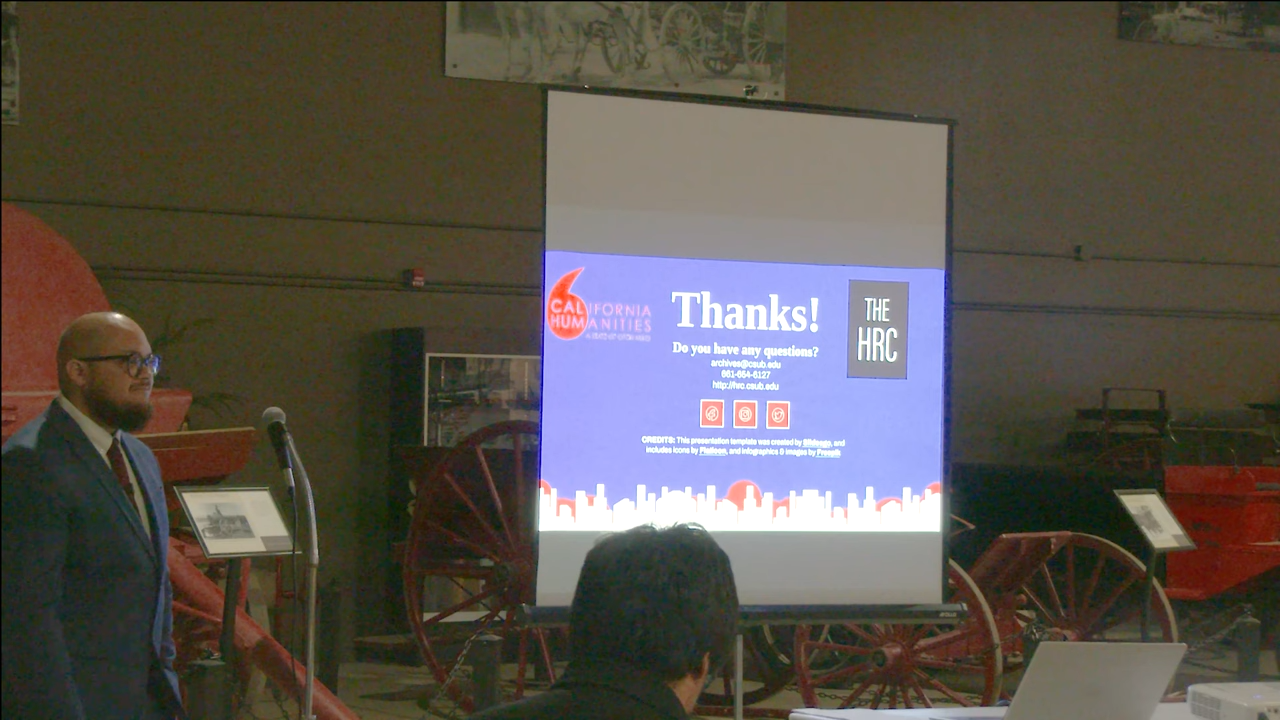 CALIFORNIA
HUMANITIES
Thanks!
THE
HRC
Do you have any questions?
archives@csub.edu
661-654-6127
http://hrc.csub.edu
CREDITS: This presentation template was created by Slidesgo, and
includes icons by Flaticon, and infographics & images by Freepik